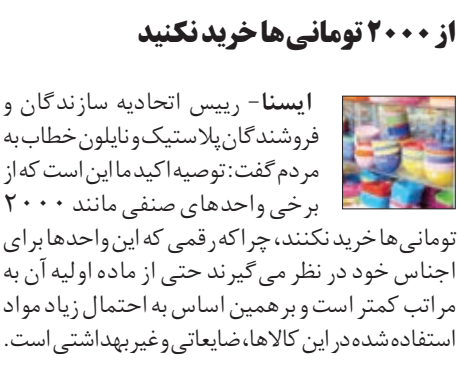 از ۲۰۰۰ تومانی‌ها خرید نکنید
ایسنا- رییس اتحادیه سازندگان و
فروشندگان پلاستیک و نایلون خطاب به
مردم گفت: توصیه اکید ما این است که از
برخی واحدهای صنفی مانند ۲۰۰۰
تومانی‌ها خرید نکنند، چرا که رقمی که این واحدها برای
اجناس خود در نظر می‌گیرند حتی از ماده اولیه آن به
مراتب کمتر است و بر همین اساس به احتمال زیاد مواد
استفاده شده در این کالاها، ضایعاتی و غیربهداشتی است.